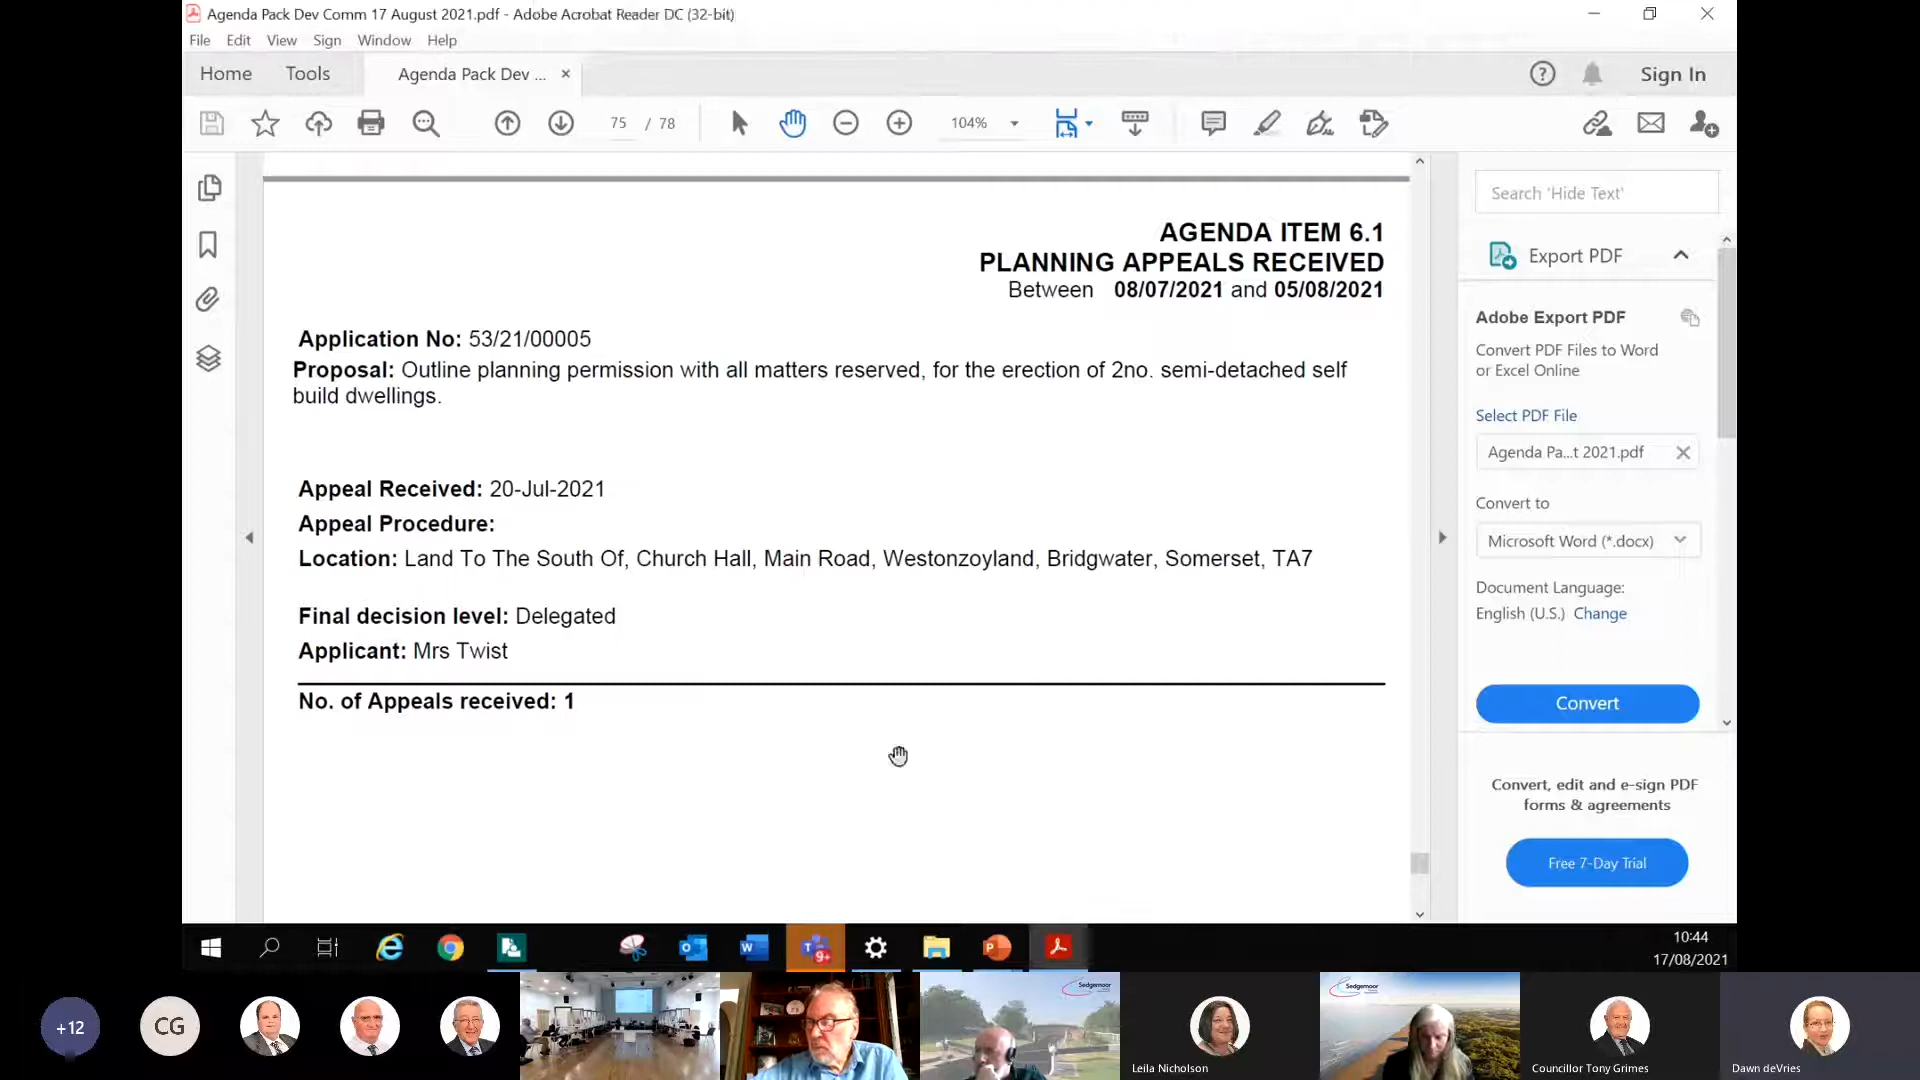 Agenda Pack Dev Comm 17 August 2021.pdf - Adobe Acrobat Reader DC (32-bit)
File Edit View Sign Window Help
Home Tools Agenda Pack Dev ... × Sign In
75 / 78 104%
Search 'Hide Text'
Export PDF
Adobe Export PDF
Convert PDF Files to Word
or Excel Online
Select PDF File
Agenda Pa...t 2021.pdf
Convert to
Microsoft Word (*.docx)
Document Language:
English (U.S.) Change
Convert
Convert, edit and e-sign PDF
forms & agreements
Free 7-Day Trial
AGENDA ITEM 6.1
PLANNING APPEALS RECEIVED
Between 08/07/2021 and 05/08/2021
Application No: 53/21/00005
Proposal: Outline planning permission with all matters reserved, for the erection of 2no. semi-detached self
build dwellings.
Appeal Received: 20-Jul-2021
Appeal Procedure:
Location: Land To The South Of, Church Hall, Main Road, Westonzoyland, Bridgwater, Somerset, TA7
Final decision level: Delegated
Applicant: Mrs Twist
No. of Appeals received: 1
9+
10:44
17/08/2021
+12
CG
Sedgemoor
Leila Nicholson
Sedgemoor
Councillor Tony Grimes
Dawn deVries